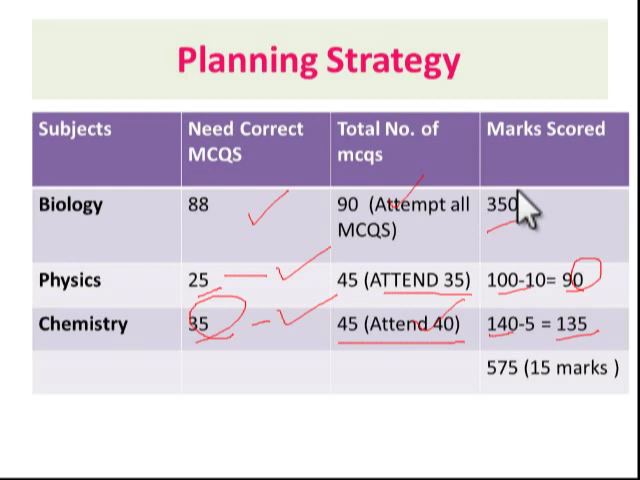 Planning Strategy
Subjects
Need Correct
MCQS
Total No. of
mcqs
Marks Scored
Biology
88
90 (Attempt all
MCQS)
350
Physics
25
45 (ATTEND 35)
100-10= 90
Chemistry
35
45 (Attend 40)
140-5 = 135
575 (15 marks )